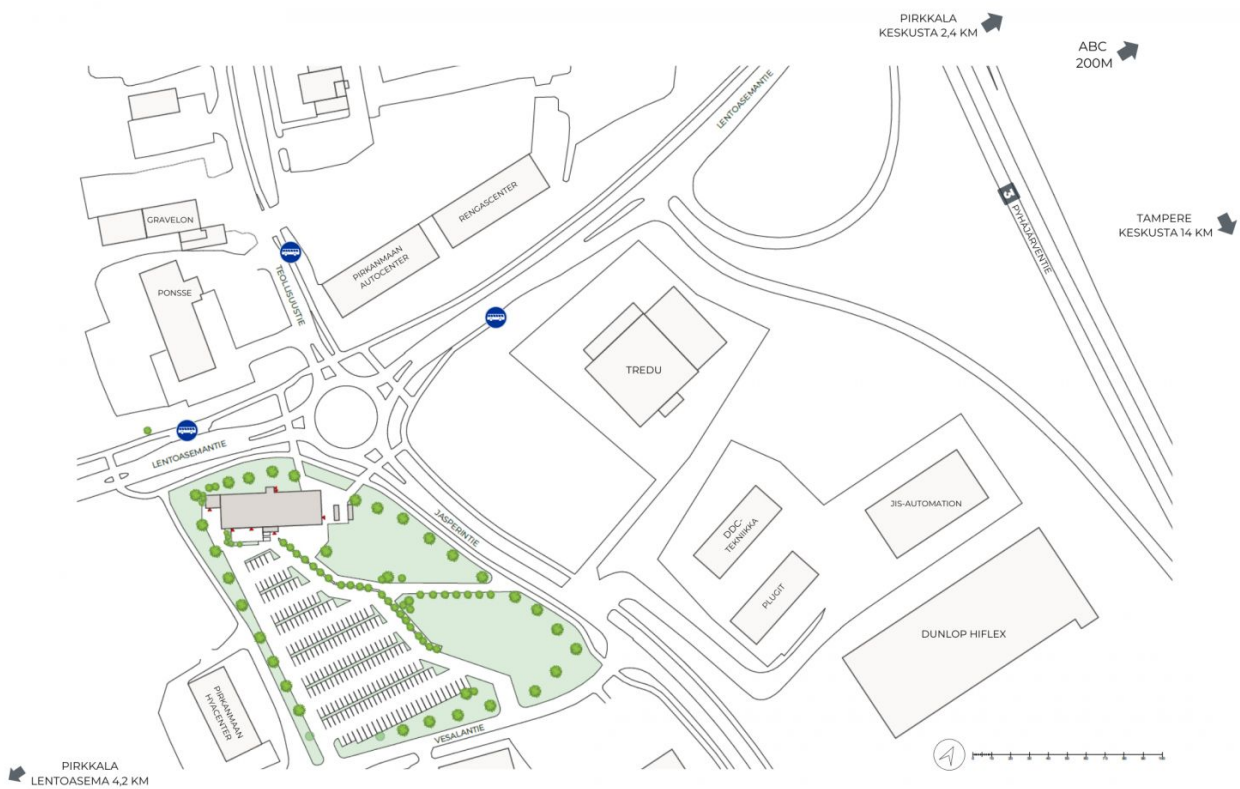 PIRKKALA
KESKUSTA 2,4 KM
ABC
200M
LENTOASEMANTIE
3
PYHÄJÄRVENTIE
TAMPERE
KESKUSTA 14 KM
GRAVELON
RENGASCENTER
PIRKANMAAN
AUTOCENTER
TEOLLISUUSTIE
PONSSE
TREDU
LENTOASEMANTIE
JASPERINTIE
JIS-AUTOMATION
DDC-
TEKNIIKKA
PLUGIT
DUNLOP HIFLEX
PIRKANMAAN
HYACENTER
VESALANTIE
PIRKKALA
LENTOASEMA 4,2 KM